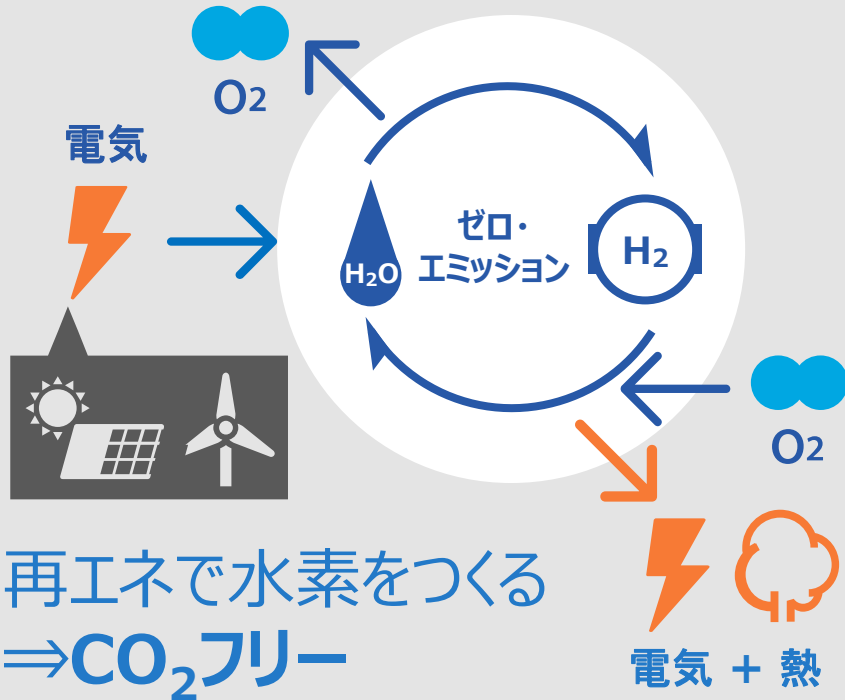 O2
電気
ゼロ・
エミッション
H₂O
H₂
O2
再エネで水素をつくる
⇒CO₂フリー
電気 + 熱